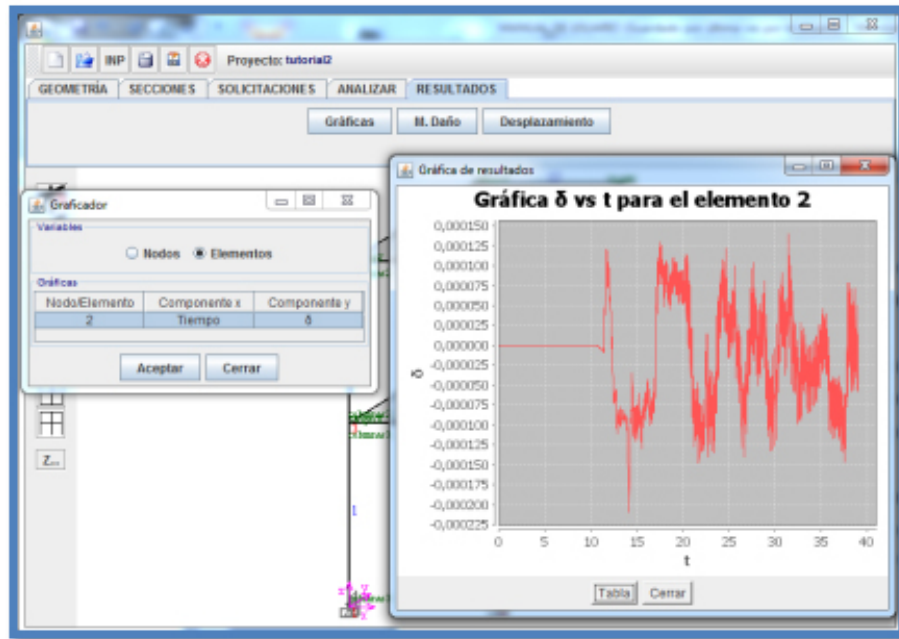 INP Proyecto: tutorial2
GEOMETRÍA SECCIONES SOLICITACIONES ANALIZAR RESULTADOS
Gráficas M. Daño Desplazamiento
Graficador
Variables
Nodos Elementos
Gráficas
Nodo/Elemento Componente x Componente y
2 Tiempo δ
Aceptar Cerrar
Z...
1
Gráfica de resultados
Gráfica δ vs t para el elemento 2
0,000150
0,000125
0,000100
0,000075
0,000050
0,000025
0,000000
-0,000025
-0,000050
-0,000075
-0,000100
-0,000125
-0,000150
-0,000175
-0,000200
-0,000225
δ
0 5 10 15 20 25 30 35 40
t
Tabla Cerrar